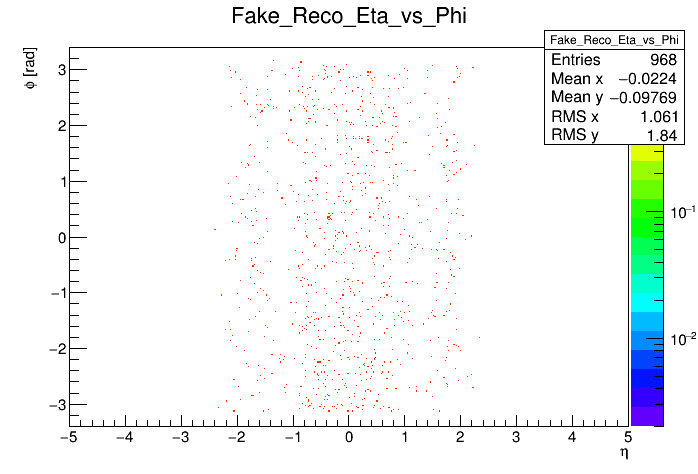 Fake_Reco_Eta_vs_Phi
Fake_Reco_Eta_vs_Phi
Entries 968
Mean x −0.0224
Mean y −0.09769
RMS x 1.061
RMS y 1.84
ϕ [rad]
3
2
1
0
−1
−2
−3
−5 −4 −3 −2 −1 0 1 2 3 4 5
η
10−1
10−2